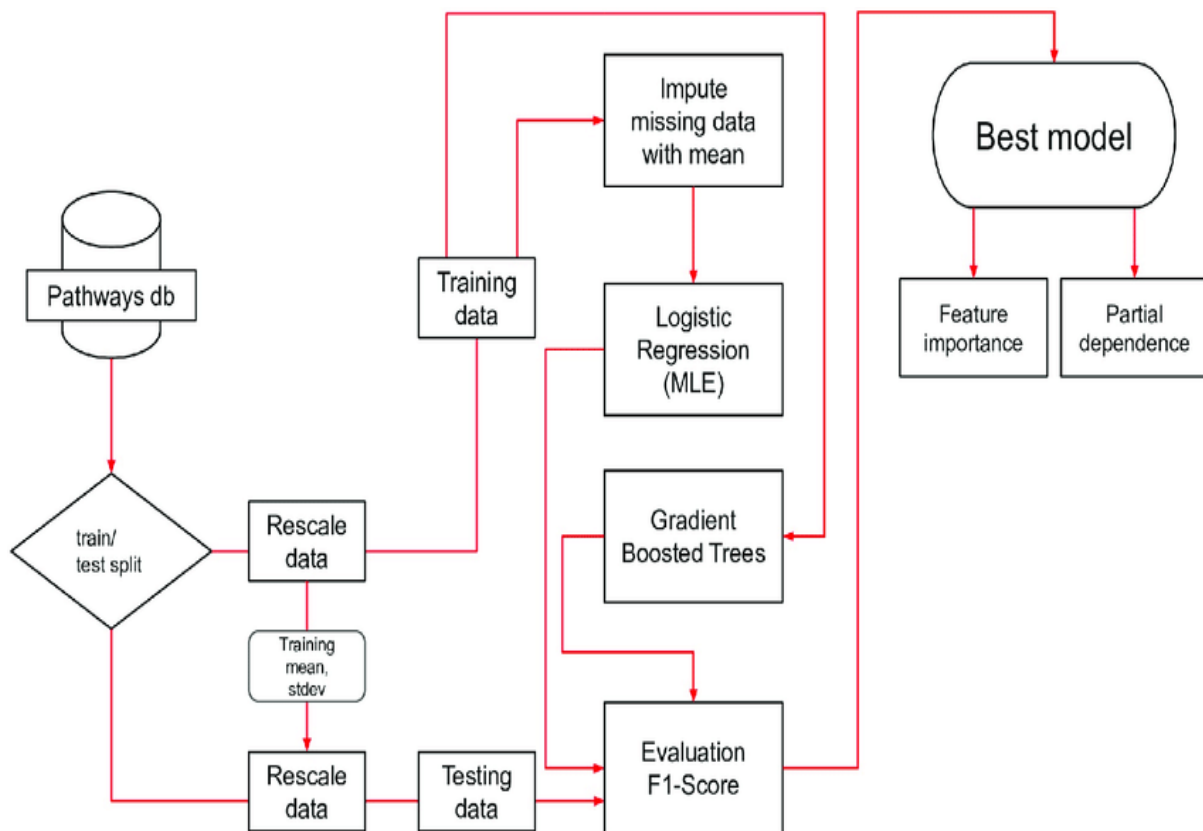 Pathways db
train/
test split
Rescale
data
Training
mean,
stdev
Rescale
data
Training
data
Testing
data
Impute
missing data
with mean
Logistic
Regression
(MLE)
Gradient
Boosted Trees
Evaluation
F1-Score
Best model
Feature
importance
Partial
dependence